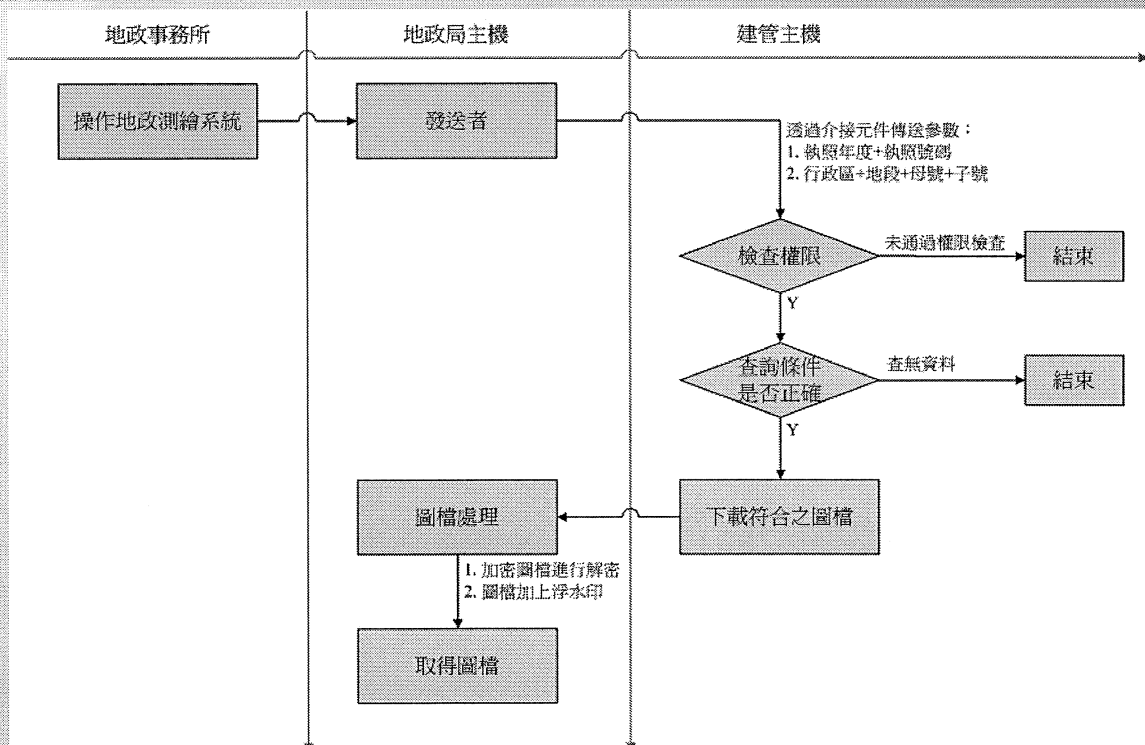 地政事務所
地政局主機
建管主機
操作地政測繪系統
發送者
透過介接元件傳送參數：
1. 執照年度+執照號碼
2. 行政區+地段+母號+子號
檢查權限
未通過權限檢查
結束
Y
查詢條件
是否正確
查無資料
結束
Y
圖檔處理
下載符合之圖檔
1. 加密圖檔進行解密
2. 圖檔加上浮水印
取得圖檔